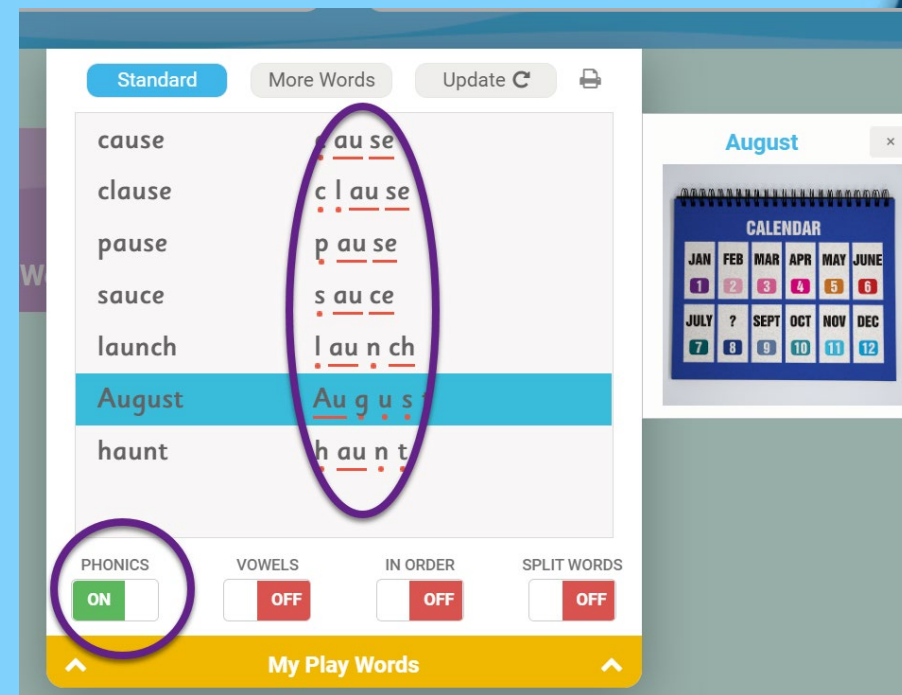 Standard More Words Update
cause au se
clause c l au se
pause p au se
sauce s au ce
launch l au n ch
August Au g u s
haunt h au n t
PHONICS VOWELS IN ORDER SPLIT WORDS
ON OFF OFF OFF
My Play Words
August ×
CALENDAR
JAN FEB MAR APR MAY JUNE
1 2 3 4 5 6
JULY ? SEPT OCT NOV DEC
7 8 9 10 11 12